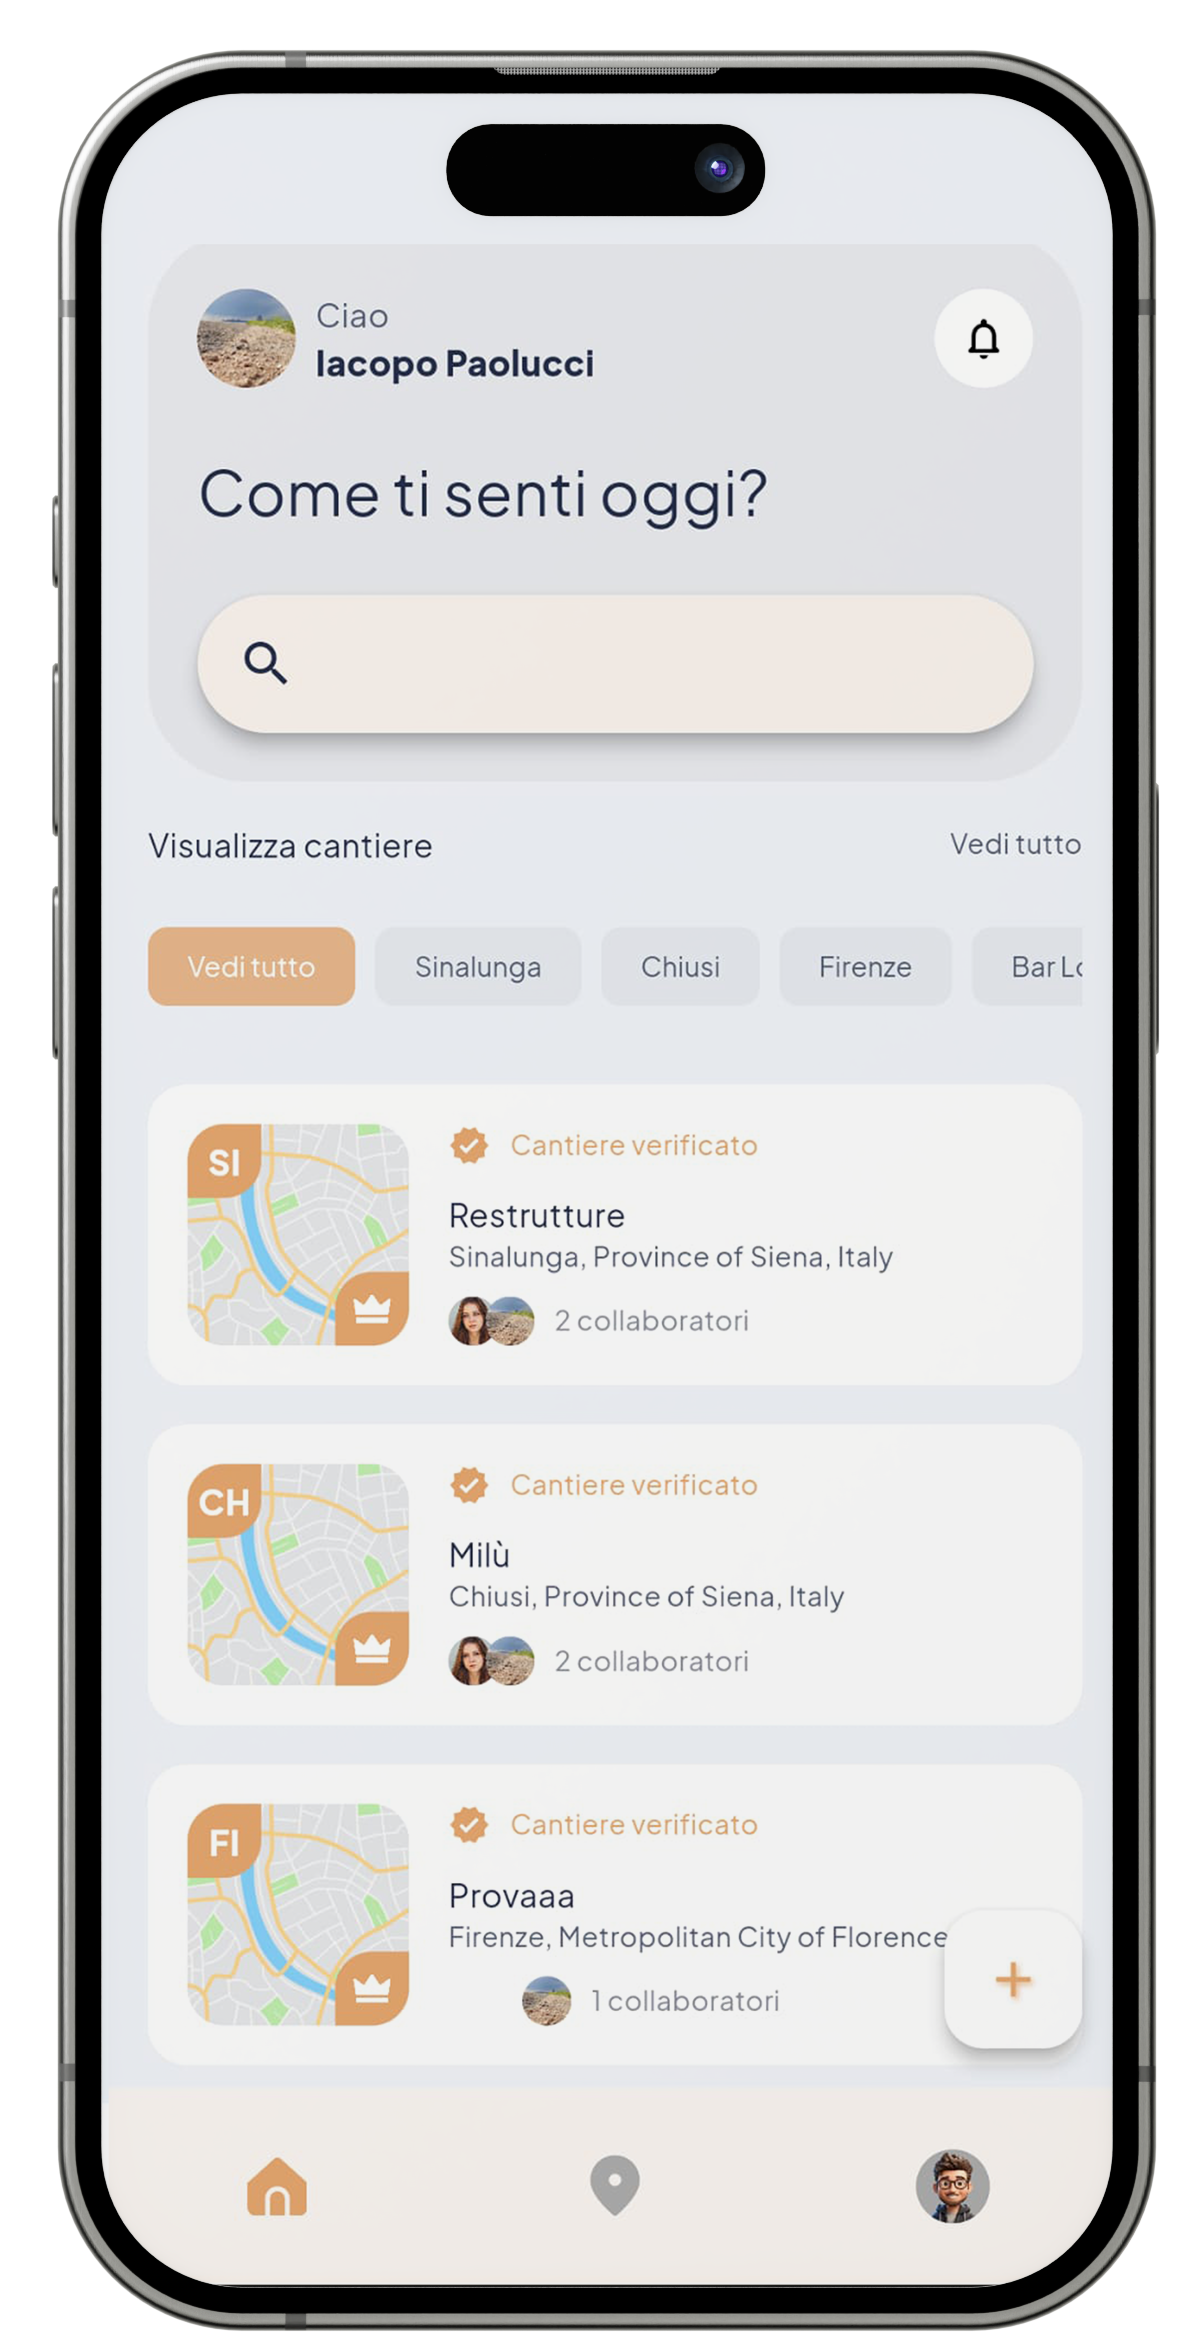 Ciao
Iacopo Paolucci
Come ti senti oggi?
Visualizza cantiere
Vedi tutto
Vedi tutto
Sinalunga
Chiusi
Firenze
Bar
SI
Cantiere verificato
Restrutture
Sinalunga, Province of Siena, Italy
2 collaboratori
CH
Cantiere verificato
Milù
Chiusi, Province of Siena, Italy
2 collaboratori
FI
Cantiere verificato
Provaaa
Firenze, Metropolitan City of Florence
1 collaboratori